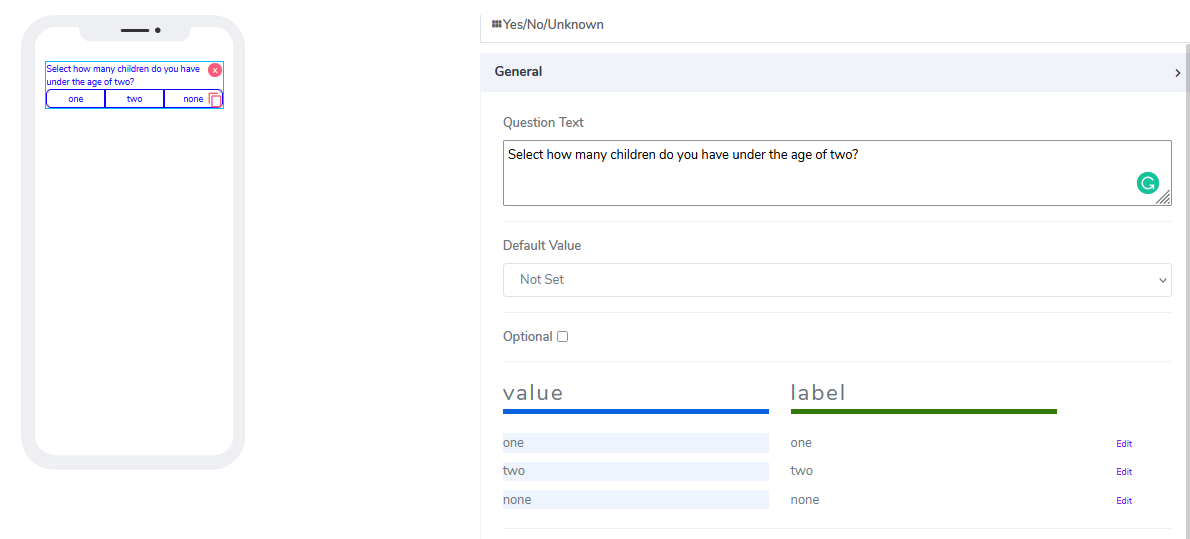 Select how many children do you have
under the age of two?
one two none
Yes/No/Unknown
General
Question Text
Select how many children do you have under the age of two?
Default Value
Not Set
Optional
value label
one one Edit
two two Edit
none none Edit